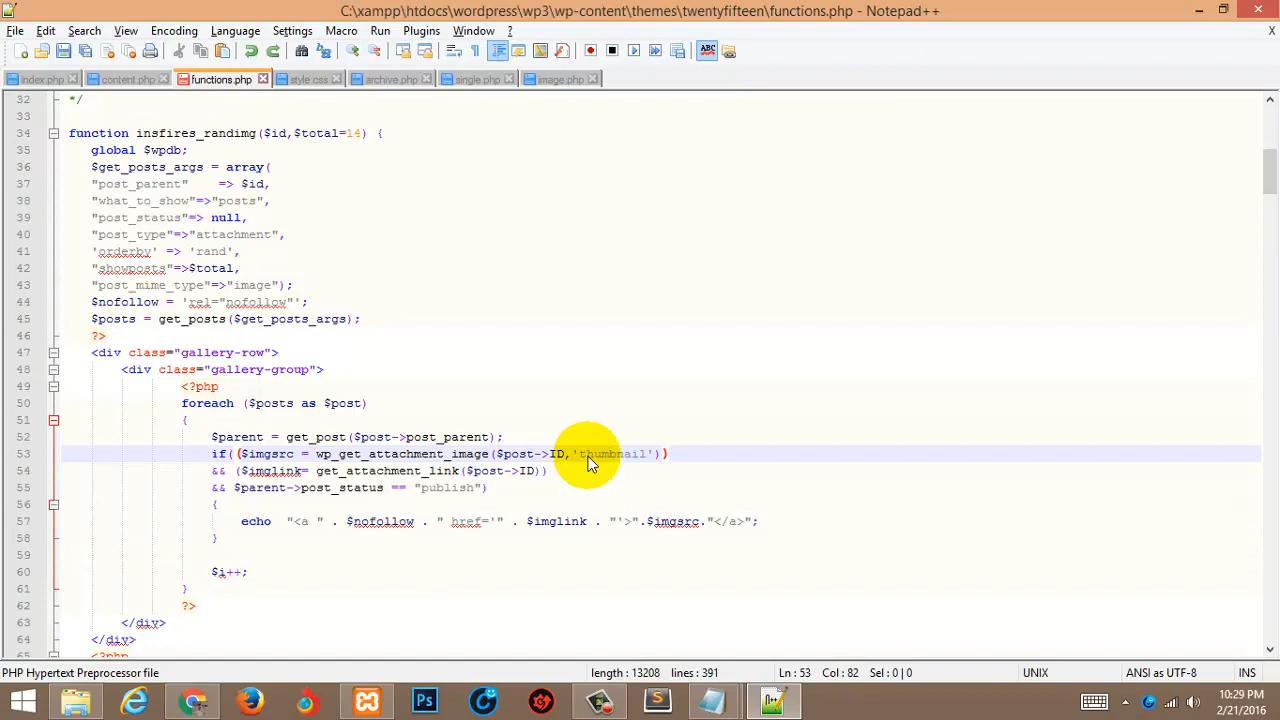 C:\xampp\htdocs\wordpress\wp3\wp-content\themes\twentyfifteen\functions.php - Notepad++
File Edit Search View Encoding Language Settings Macro Run Plugins Window ? X
ABC
index.php content.php functions.php style.css archive.php single.php image.php
32 */
33
34 function insfires_randimg($id,$total=14) {
35 global $wpdb;
36 $get_posts_args = array(
37 "post_parent" => $id,
38 "what_to_show"=>"posts",
39 "post_status"=> null,
40 "post_type"=>"attachment",
41 'orderby' => 'rand',
42 "showposts"=>$total,
43 "post_mime_type"=>"image");
44 $nofollow = 'rel="nofollow"';
45 $posts = get_posts($get_posts_args);
46 ?>
47 <div class="gallery-row">
48 <div class="gallery-group">
49 <?php
50 foreach ($posts as $post)
51 {
52 $parent = get_post($post->post_parent);
53 if(($imgsrc = wp_get_attachment_image($post->ID,'thumbnail'))
54 && ($imglink= get_attachment_link($post->ID))
55 && $parent->post_status == "publish")
56 {
57 echo "<a " . $nofollow . " href='" . $imglink . "'>".$imgsrc."</a>";
58 }
59
60 $i++;
61 }
62 ?>
63 </div>
64 </div>
65 <?php
PHP Hypertext Preprocessor file length : 13208 lines : 391 Ln : 53 Col : 82 Sel : 0 | 0 UNIX ANSI as UTF-8 INS
Ps
10:29 PM
2/21/2016